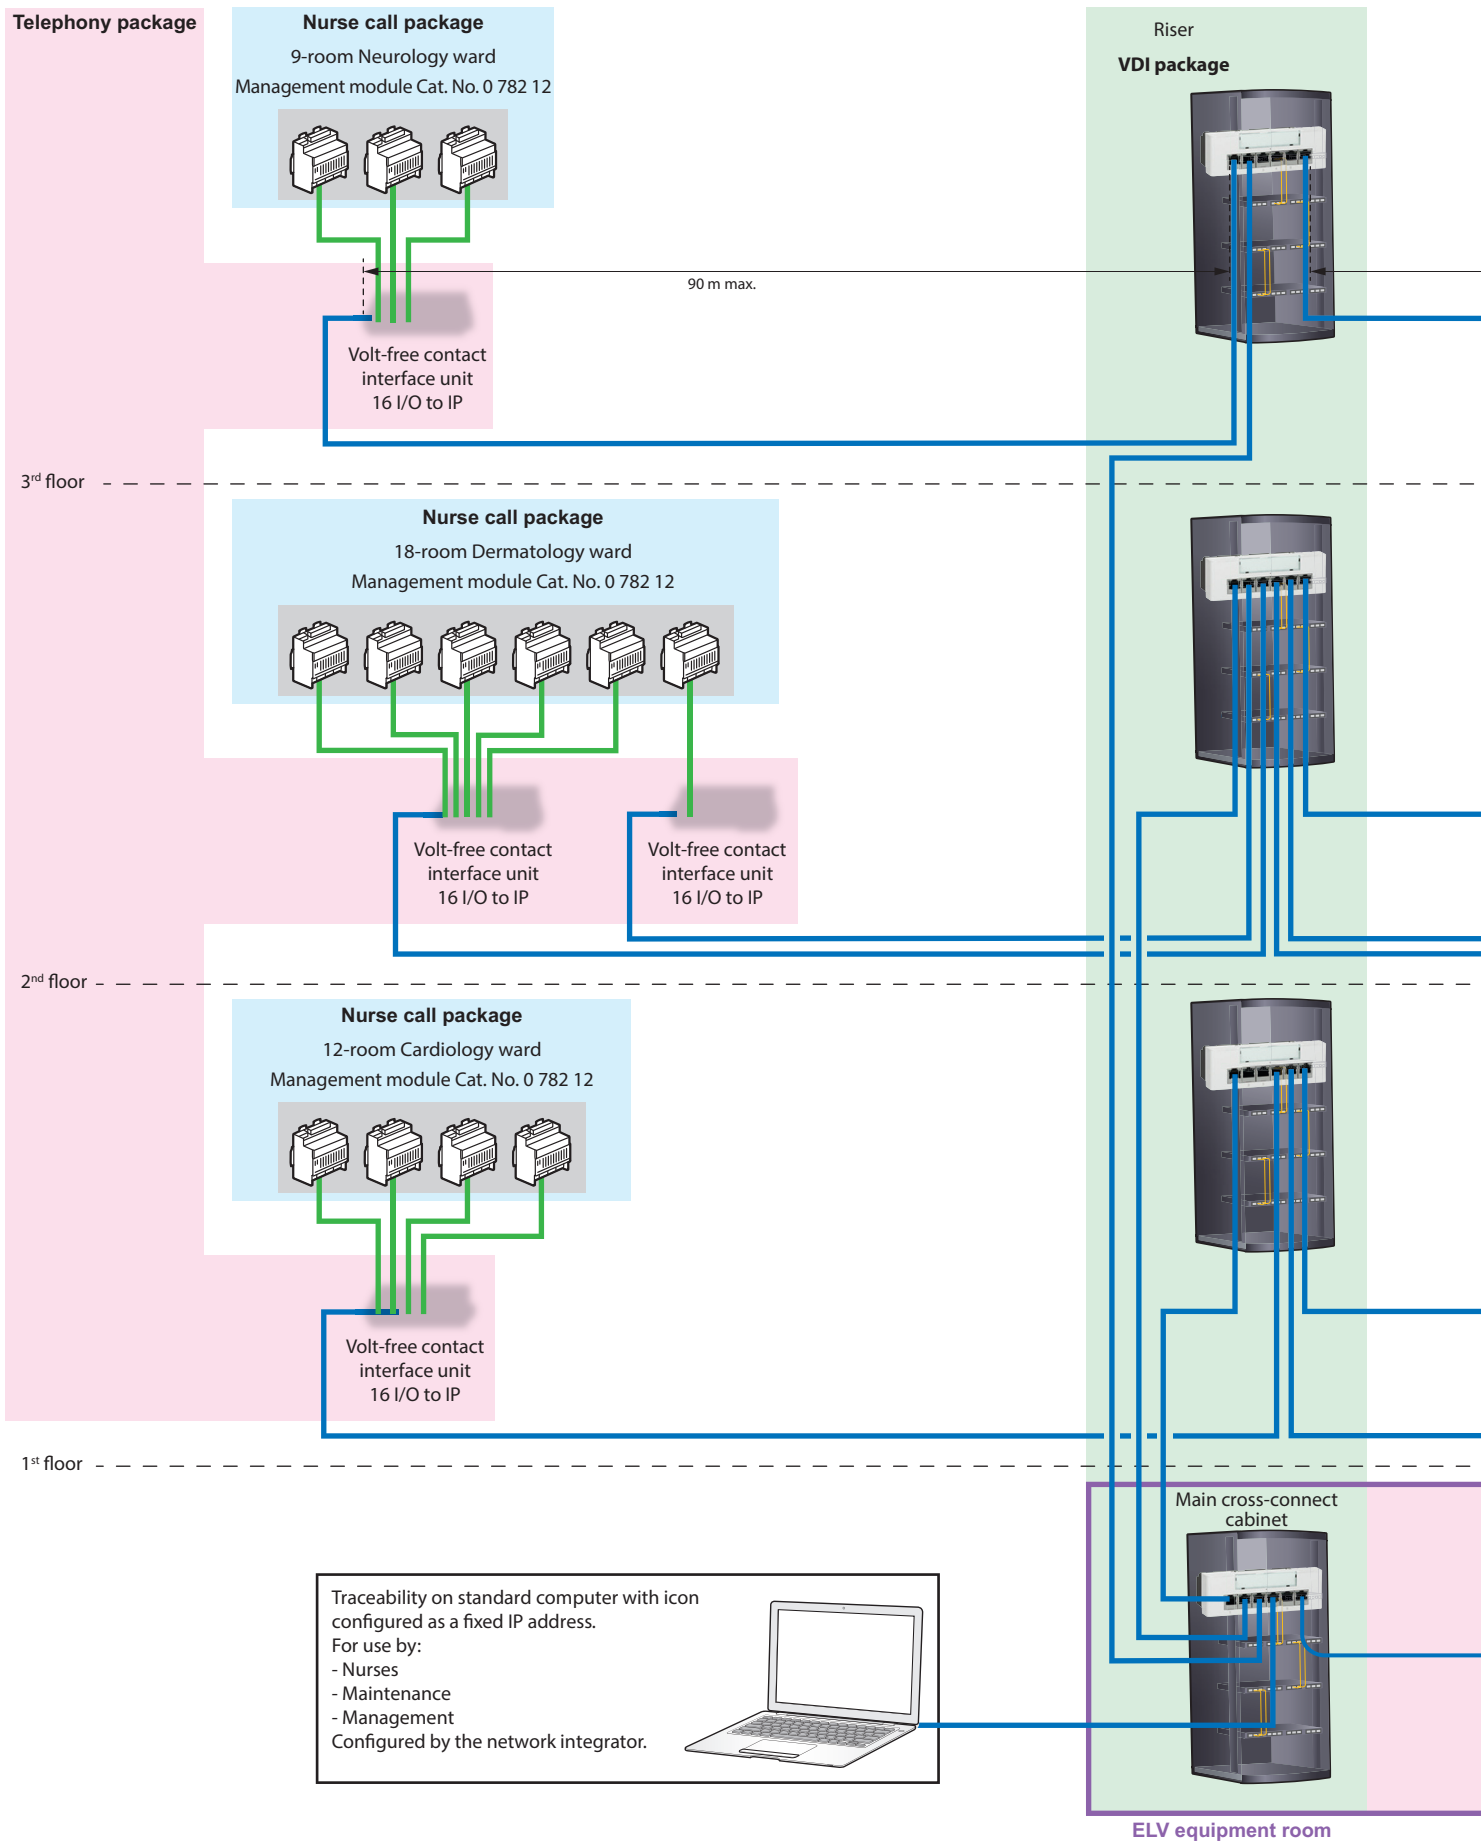 Telephony package
Nurse call package
9-room Neurology ward
Management module Cat. No. 0 782 12
Riser
VDI package
90 m max.
Volt-free contact
interface unit
16 I/O to IP
3rd floor
Nurse call package
18-room Dermatology ward
Management module Cat. No. 0 782 12
Volt-free contact
interface unit
16 I/O to IP
Volt-free contact
interface unit
16 I/O to IP
2nd floor
Nurse call package
12-room Cardiology ward
Management module Cat. No. 0 782 12
Volt-free contact
interface unit
16 I/O to IP
1st floor
Main cross-connect
cabinet
Traceability on standard computer with icon
configured as a fixed IP address.
For use by:
- Nurses
- Maintenance
- Management
Configured by the network integrator.
ELV equipment room